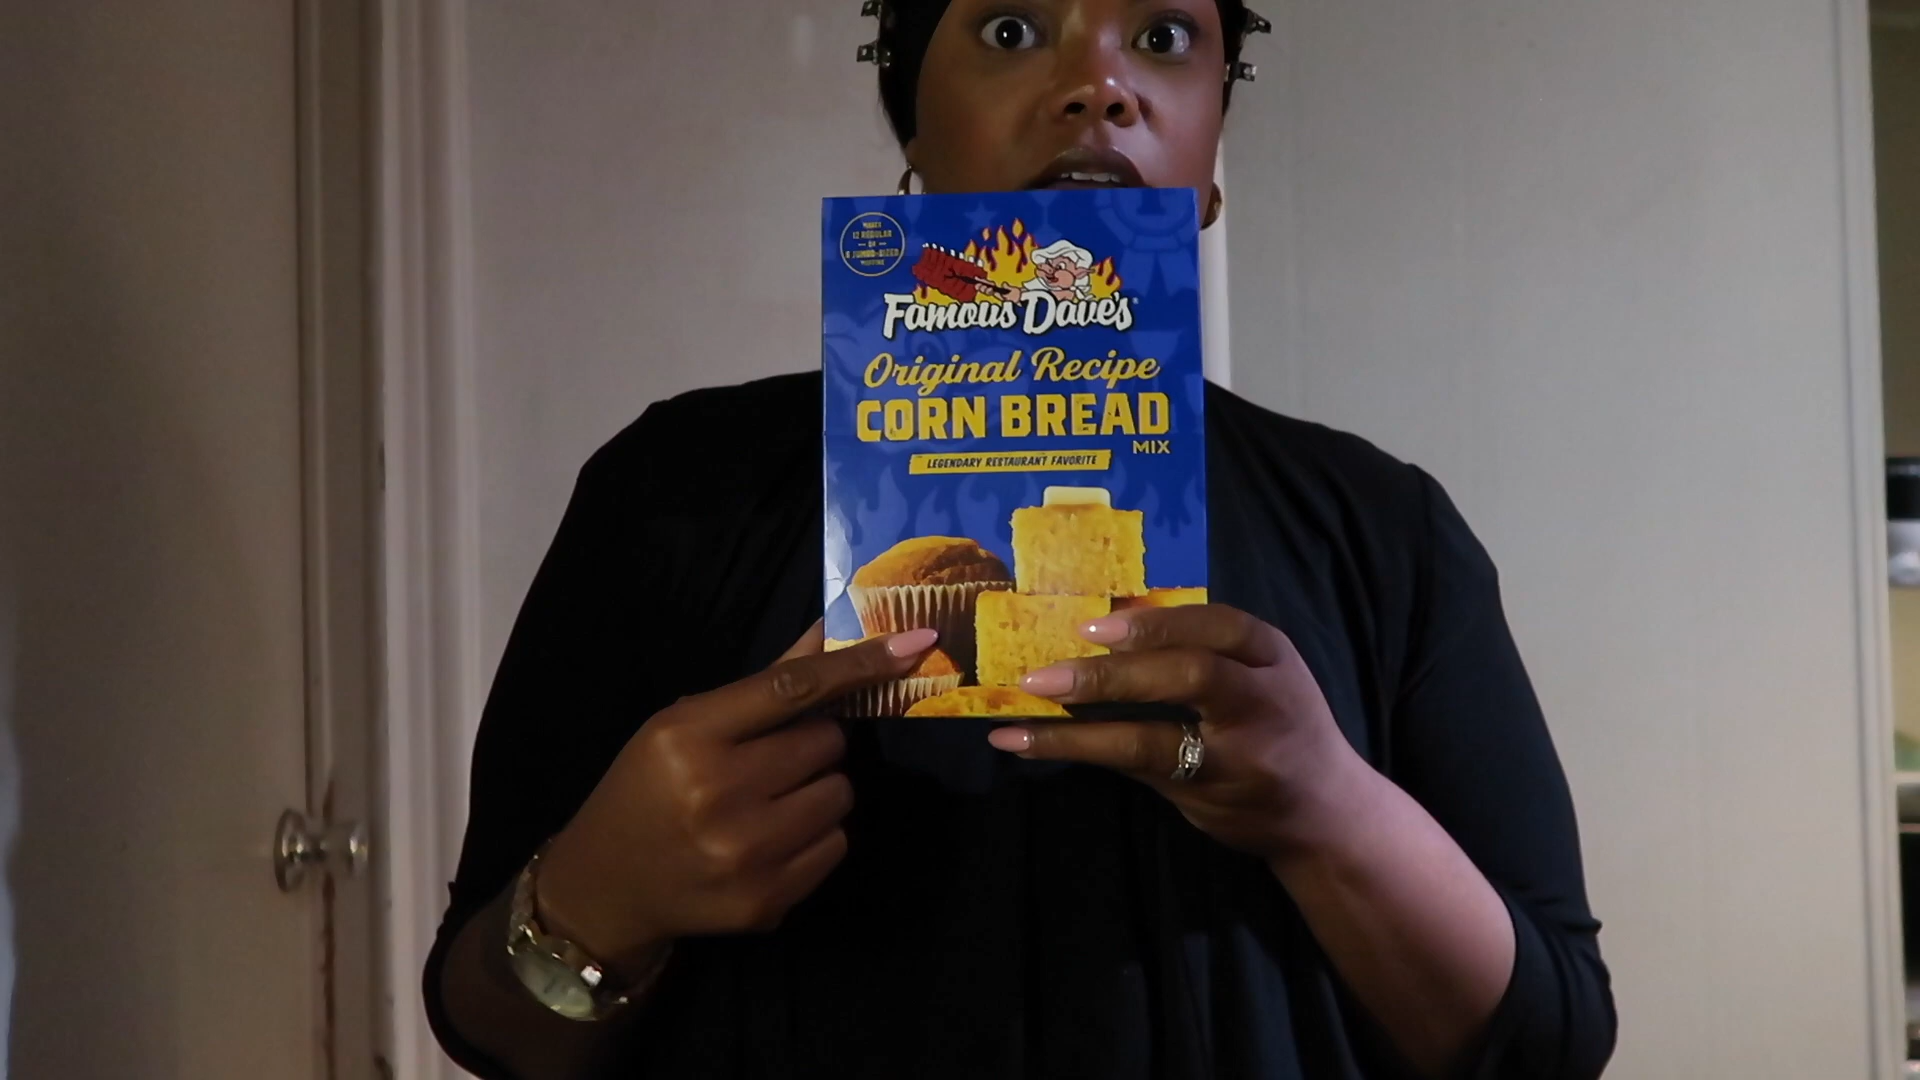 MAKES
12 REGULAR
OR
6 JUMBO-SIZED
MUFFINS
Famous Dave's
Original Recipe
CORN BREAD
MIX
LEGENDARY RESTAURANT FAVORITE